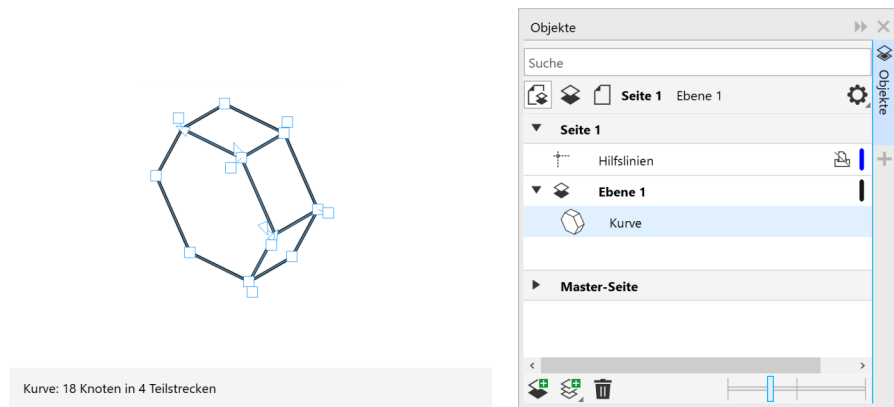 Objekte
Suche
Seite 1 Ebene 1
Objekte
Seite 1
Hilfslinien
Ebene 1
Kurve
Master-Seite
Kurve: 18 Knoten in 4 Teilstrecken